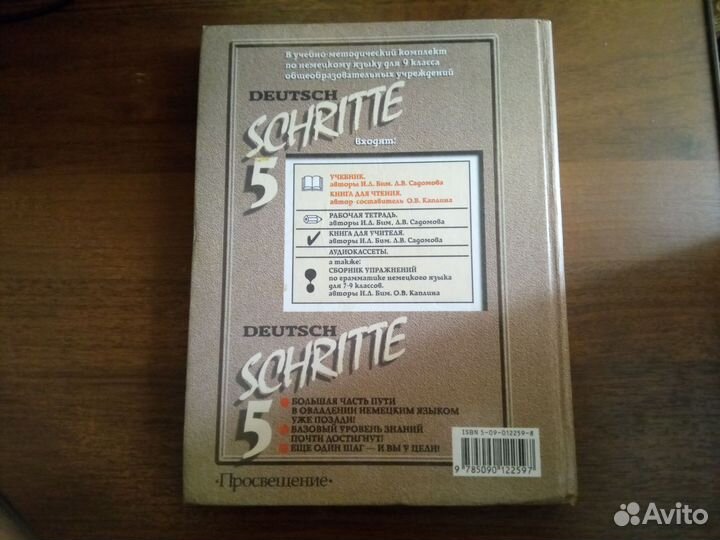 В учебно-методический комплект
по немецкому языку для 9 класса
общеобразовательных учреждений
DEUTSCH
SCHRITTE
5
входят:
УЧЕБНИК.
авторы И.Л. Бим, Л.В. Садомова
КНИГА ДЛЯ ЧТЕНИЯ.
автор составитель О.В. Каплина
РАБОЧАЯ ТЕТРАДЬ.
авторы И.Л. Бим, Л.В. Садомова
КНИГА ДЛЯ УЧИТЕЛЯ.
авторы И.Л. Бим. Л.В. Садомова
АУДИОКАССЕТЫ,
а также:
СБОРНИК УПРАЖНЕНИЙ
по грамматике немецкого языка
для 7-9 классов.
авторы И.Л. Бим, О.В. Каплина
DEUTSCH
SCHRITTE
5
БОЛЬШАЯ ЧАСТЬ ПУТИ
В ОВЛАДЕНИИ НЕМЕЦКИМ ЯЗЫКОМ
УЖЕ ПОЗАДИ!
БАЗОВЫЙ УРОВЕНЬ ЗНАНИЙ
ПОЧТИ ДОСТИГНУТ!
ЕЩЕ ОДИН ШАГ — И ВЫ У ЦЕЛИ!
ISBN 5-09-012259-8
9 785090 122597
·Просвещение·
Avito